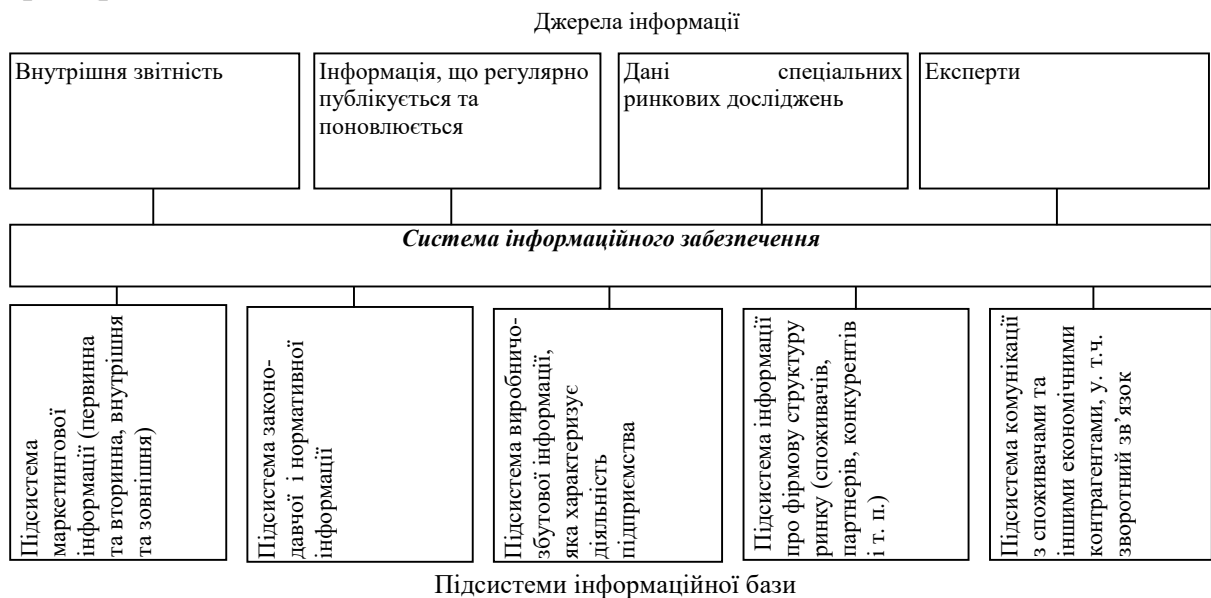 Джерела інформації
Внутрішня звітність
Інформація, що регулярно
публікується та
поновлюється
Дані спеціальних
ринкових досліджень
Експерти
Система інформаційного забезпечення
Підсистема
маркетингової
інформації (первинна
та вторинна, внутрішня
та зовнішня)
Підсистема законо-
давчої і нормативної
інформації
Підсистема виробничо-
збутової інформації,
яка характеризує
діяльність
підприємства
Підсистема інформації
про фірмову структуру
ринку (споживачів,
партнерів, конкурентів
і т. п.)
Підсистема комунікації
з споживачами та
іншими економічними
контрагентами, у. т.ч.
зворотний зв’язок
Підсистеми інформаційної бази